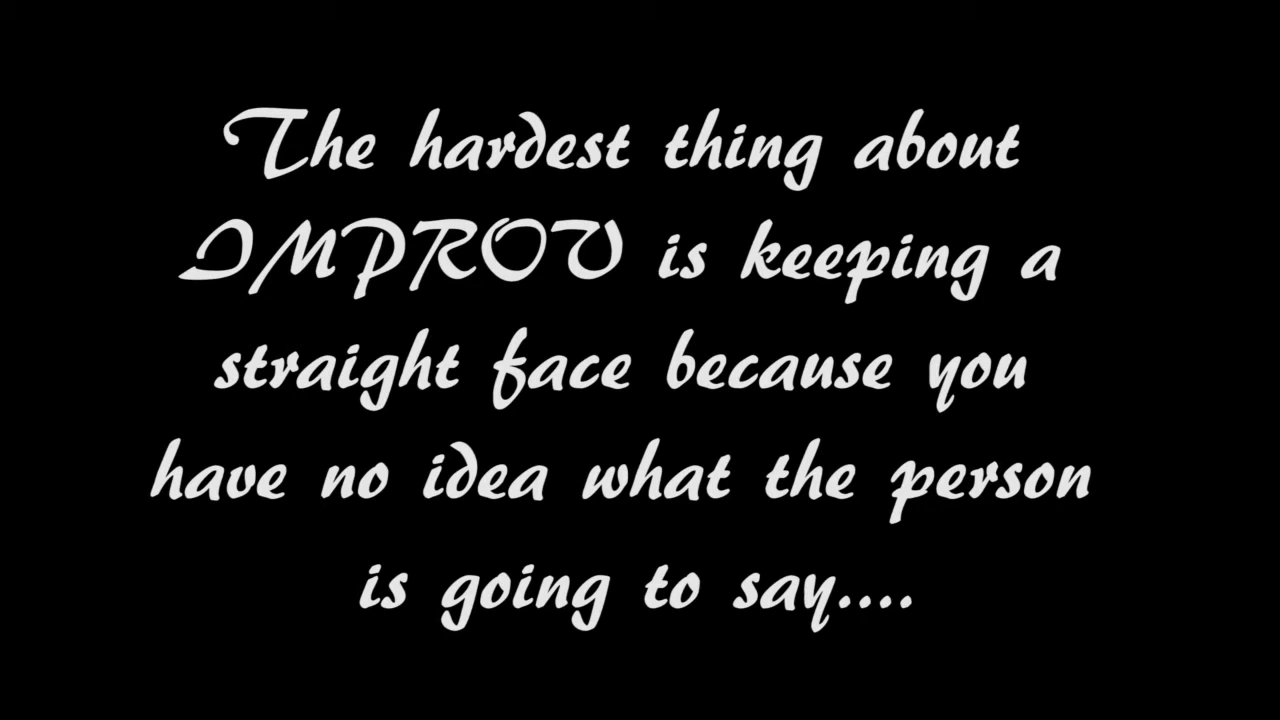 The hardest thing about
IMPROV is keeping a
straight face because you
have no idea what the person
is going to say....